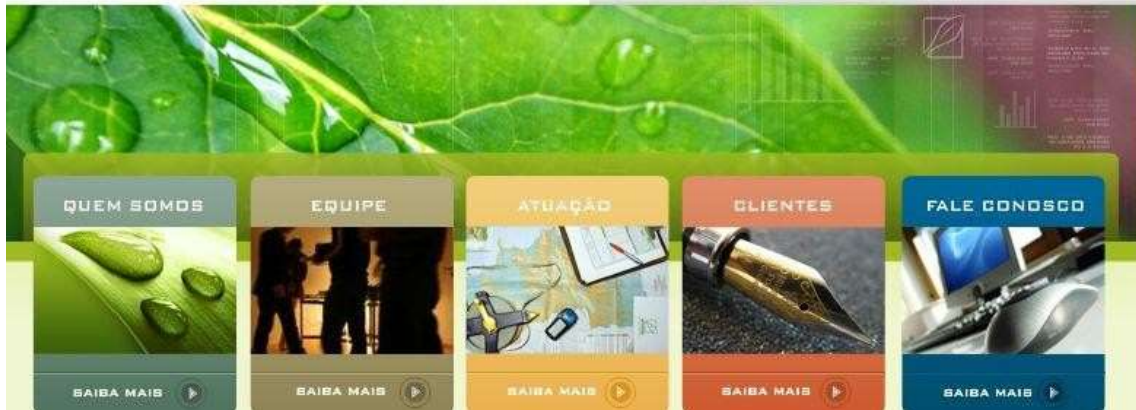 QUEM SOMOS
EQUIPE
ATUAÇÃO
CLIENTES
FALE CONOSCO
SAIBA MAIS
SAIBA MAIS
SAIBA MAIS
SAIBA MAIS
SAIBA MAIS